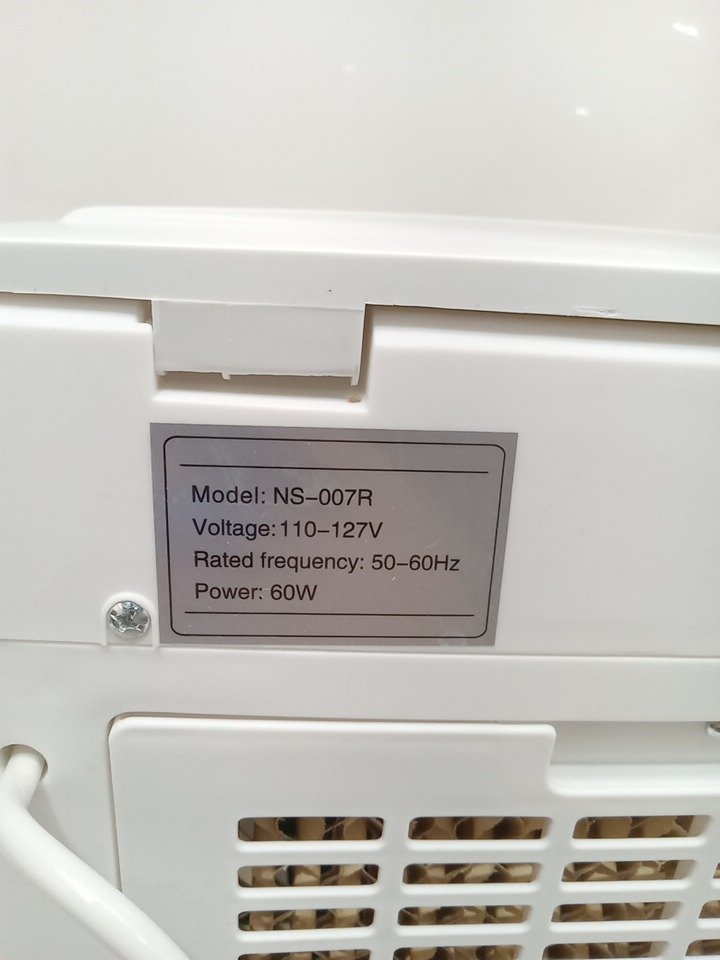 Model: NS-007R
Voltage:110-127V
Rated frequency: 50-60Hz
Power: 60W